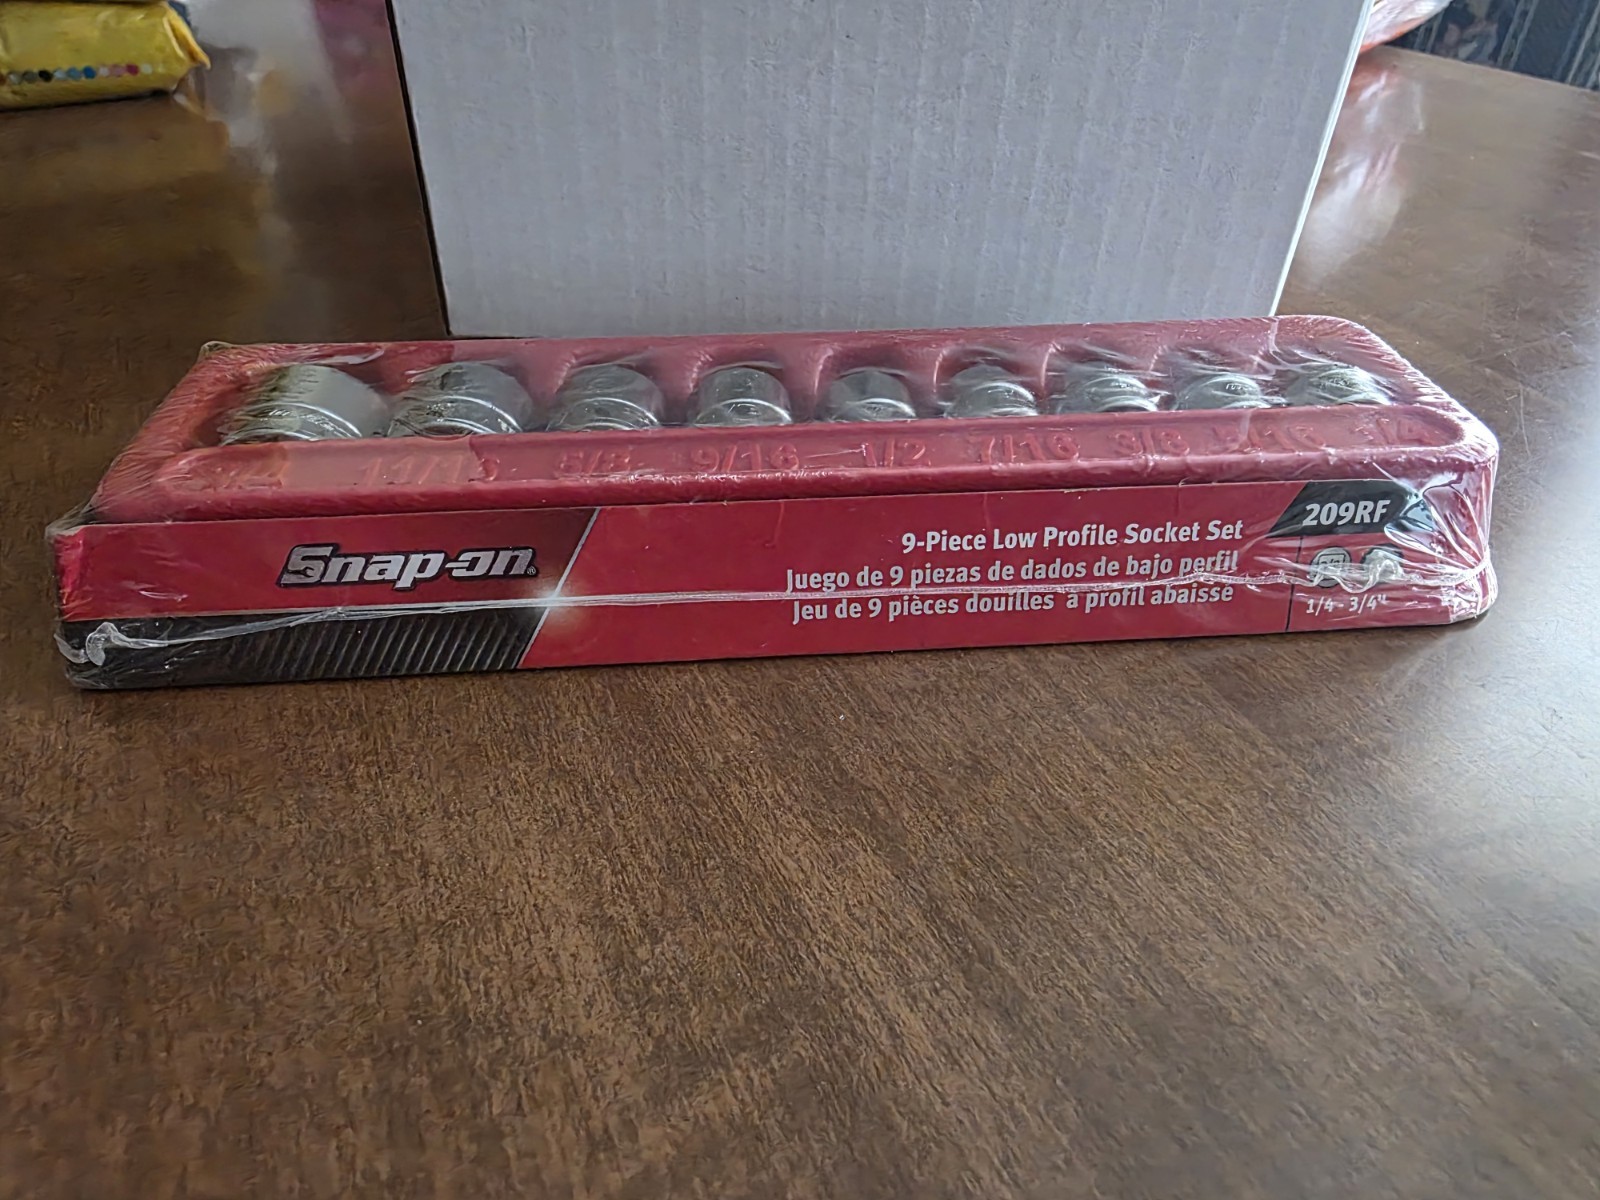 3/4 11/16 5/8 9/16 1/2 7/16 3/8 5/16 1/4
Snap-on®
9-Piece Low Profile Socket Set
Juego de 9 piezas de dados de bajo perfil
Jeu de 9 pièces douilles à profil abaissé
209RF
1/4 - 3/4"